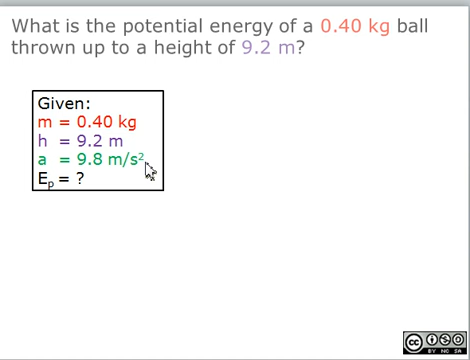 What is the potential energy of a 0.40 kg ball
thrown up to a height of 9.2 m?
Given:
m = 0.40 kg
h = 9.2 m
a = 9.8 m/s²
Eₚ = ?
cc
BY NC SA